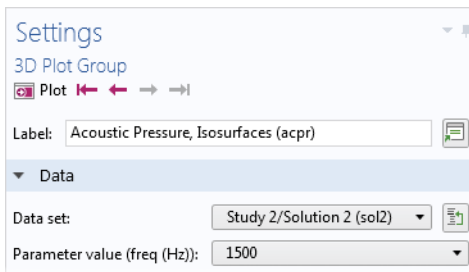 Settings
3D Plot Group
Plot
Label: Acoustic Pressure, Isosurfaces (acpr)
Data
Data set: Study 2/Solution 2 (sol2)
Parameter value (freq (Hz)): 1500